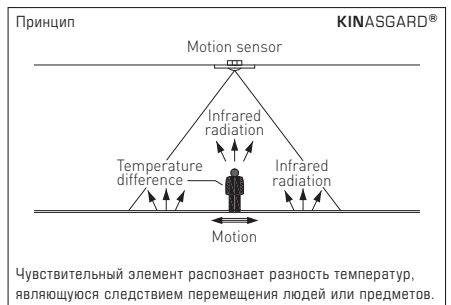 Принцип KINASGARD®
Motion sensor
Infrared
radiation
Temperature
difference
Infrared
radiation
Motion
Чувствительный элемент распознает разность температур,
являющуюся следствием перемещения людей или предметов.